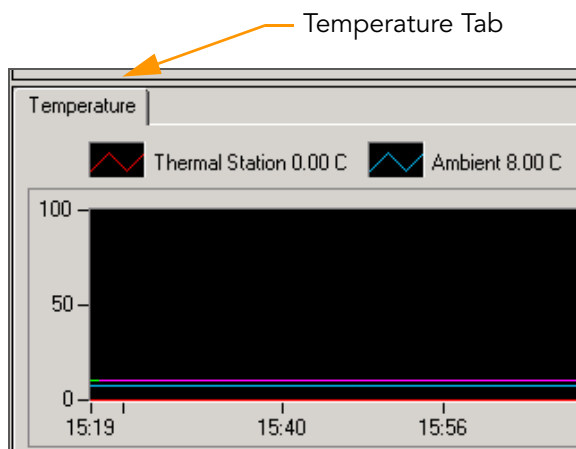 Temperature Tab
Temperature
Thermal Station 0.00 C Ambient 8.00 C
100
50
0
15:19 15:40 15:56